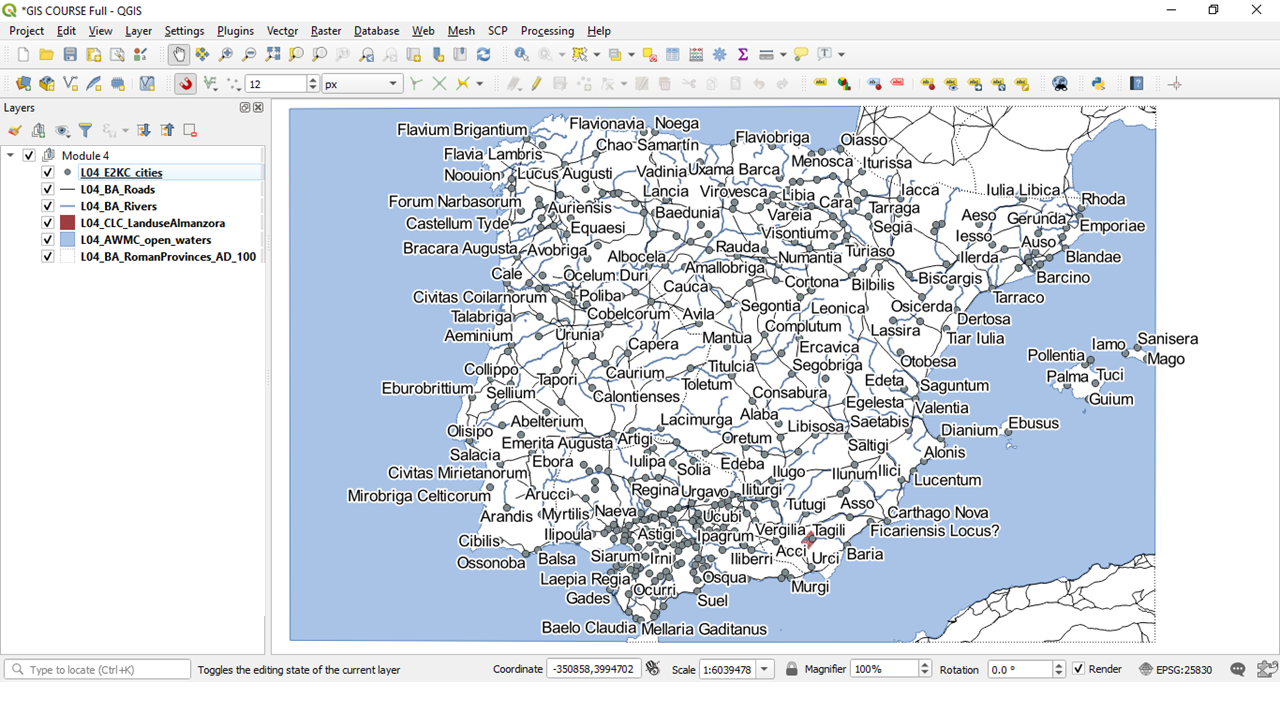 *GIS COURSE Full - QGIS
Project Edit View Layer Settings Plugins Vector Raster Database Web Mesh SCP Processing Help
12 px
Layers
Module 4
L04_E2KC_cities
L04_BA_Roads
L04_BA_Rivers
L04_CLC_LanduseAlmanzora
L04_AWMC_open_waters
L04_BA_RomanProvinces_AD_100
Flavionavia Noega
Flavium Brigantium
Flaviobriga
Oiasso
Chao Samartín
Flavia Lambris
Menosca Iturissa
Noouion Lucus Augusti Vadinia Uxama Barca
Lancia Virovesca Libia Iacca Iulia Libica
Forum Narbasorum Auriensis Baedunia Vareia Cara Tarraga Rhoda
Castellum Tyde Equaesi Visontium Segia Aeso Gerunda Emporiae
Bracara Augusta Avobriga Albocela Rauda Numantia Turiaso Iesso Auso
Ilerda Blandae
Cale Ocelum Duri Amallobriga Cortona Bilbilis Biscargis Barcino
Civitas Coilarnorum Poliba Cauca Tarraco
Talabriga Cobelcorum Avila Segontia Leonica Osicerda Dertosa
Aeminium Urunia Capera Mantua Complutum Lassira Tiar Iulia
Ercavica Iamo Sanisera
Collippo Caurium Titulcia Segobriga Otobesa Pollentia Mago
Eburobrittium Sellium Tapori Toletum Edeta Saguntum Palma Tuci
Calontienses Consabura Egelesta Valentia Guium
Olisipo Abelterium Lacimurga Alaba Libisosa Saetabis Dianium Ebusus
Salacia Emerita Augusta Artigi Oretum Saltigi Alonis
Civitas Mirietanorum Ebora Iulipa Solia Edeba Ilugo Ilunum Ilici Lucentum
Mirobriga Celticorum Arucci Regina Urgavo Iliturgi Tutugi Asso
Arandis Myrtilis Naeva Ucubi Carthago Nova
Cibilis Ilipoula Astigi Ipagrum Vergilia Tagili Ficariensis Locus?
Ossonoba Balsa Siarum Irni Iliberri Acci Urci Baria
Laepia Regia Osqua Murgi
Gades Ocurri Suel
Baelo Claudia Mellaria Gaditanus
Type to locate (Ctrl+K) Toggles the editing state of the current layer Coordinate -350858,3994702 Scale 1:6039478 Magnifier 100% Rotation 0.0 ° Render EPSG:25830